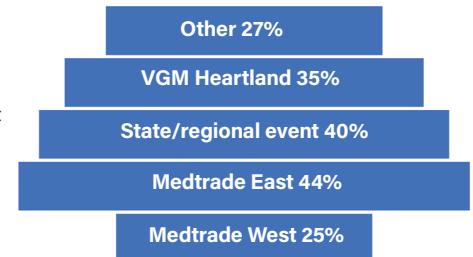 Other 27%
VGM Heartland 35%
State/regional event 40%
Medtrade East 44%
Medtrade West 25%